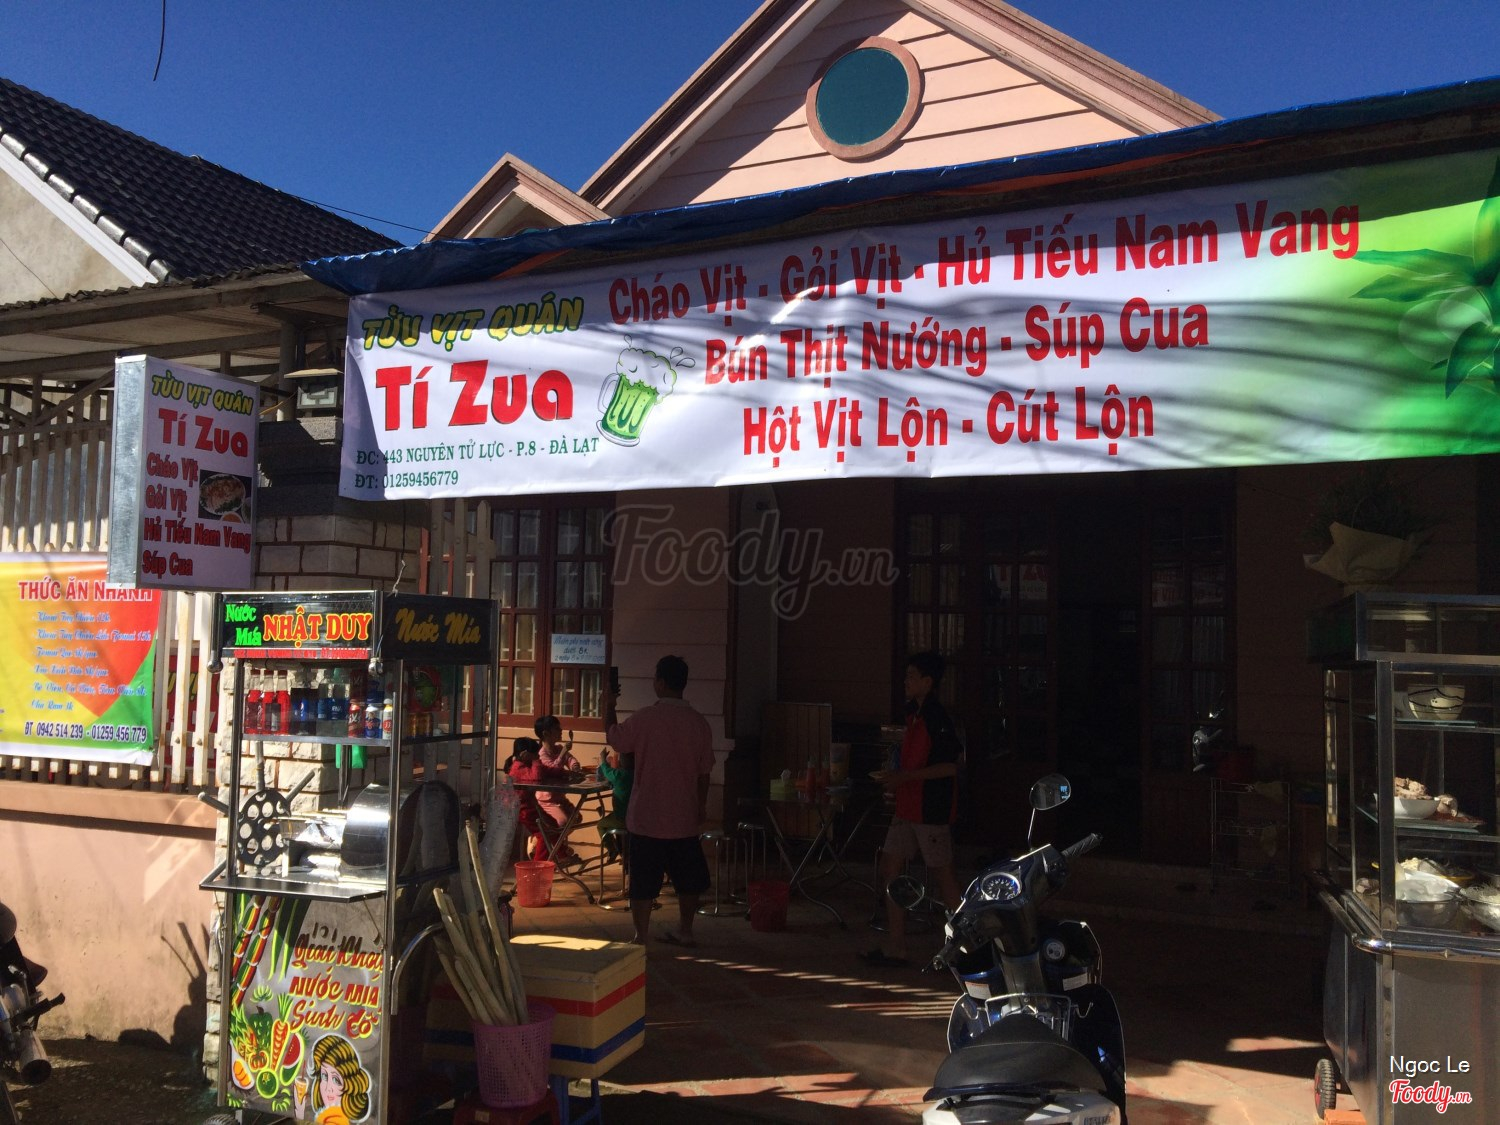 TỬU VỊT QUÁN
Tí Zua
ĐC: 443 NGUYÊN TỬ LỰC - P.8 - ĐÀ LẠT
ĐT: 01259456779
Cháo Vịt - Gỏi Vịt - Hủ Tiếu Nam Vang
Bún Thịt Nướng - Súp Cua
Hột Vịt Lộn - Cút Lộn
TỬU VỊT QUÁN
Tí Zua
Cháo Vịt
Gỏi Vịt
Hủ Tiếu Nam Vang
Súp Cua
THỨC ĂN NHANH
ĐT 0942 514 239 - 01259 456 779
Nước
Mía
NHẬT DUY
Nước Mía
Giải Khát
NƯỚC MÍA
Sinh Tố
Foody.vn
Ngoc Le
Foody.vn